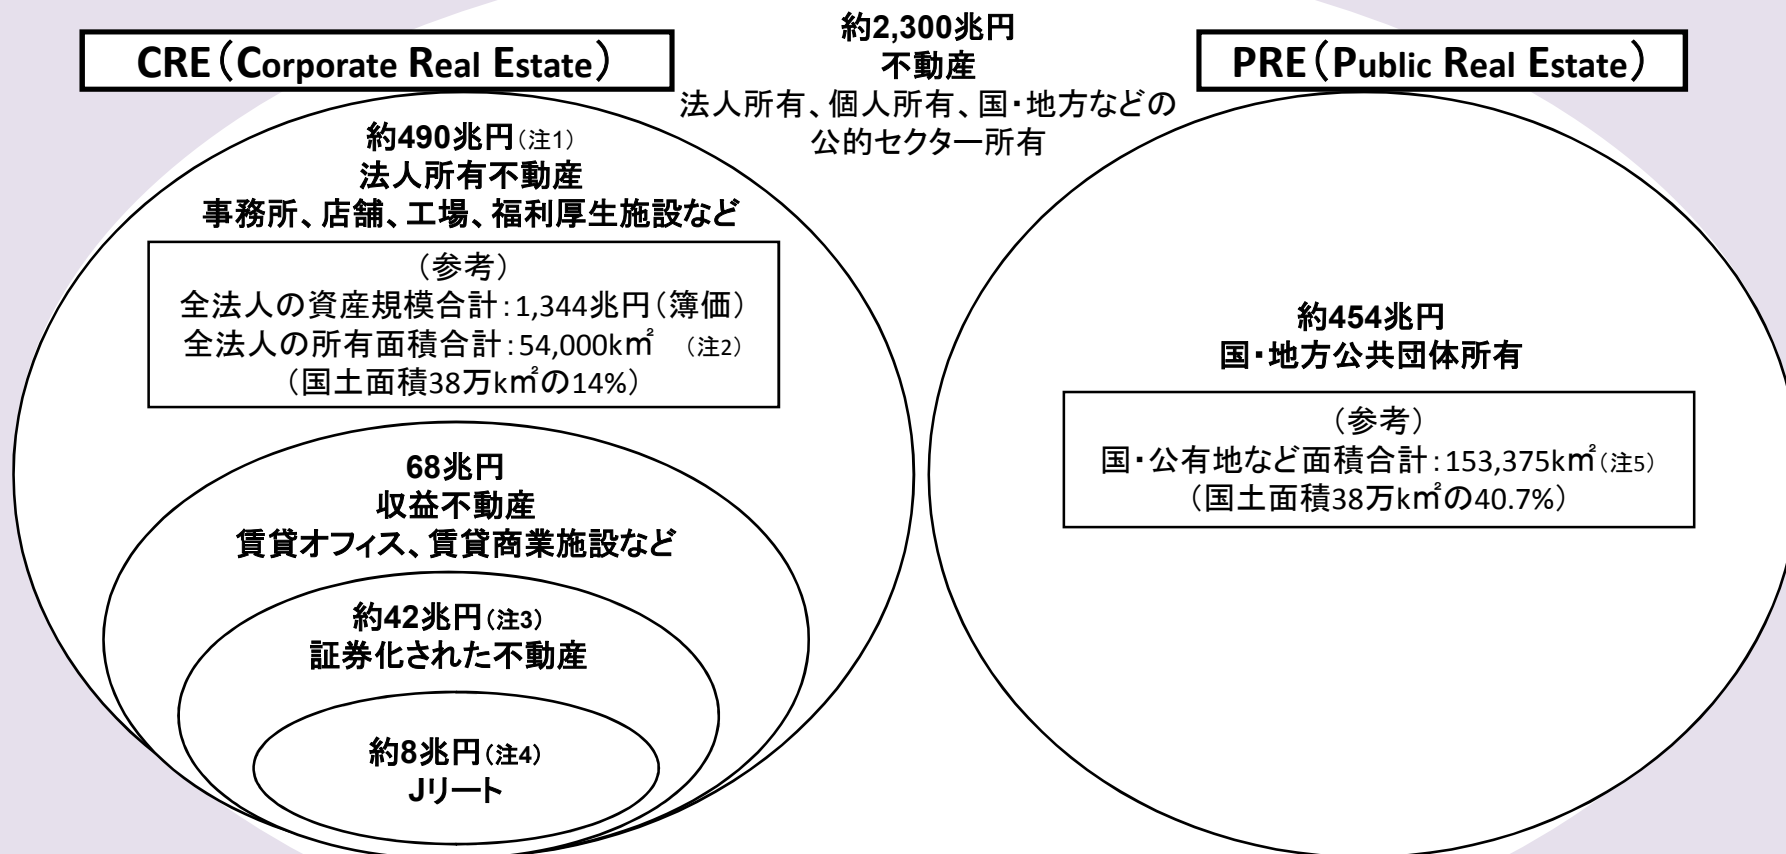 約2,300兆円
不動産
法人所有、個人所有、国・地方などの
公的セクター所有
CRE（Corporate Real Estate）
約490兆円（注1）
法人所有不動産
事務所、店舗、工場、福利厚生施設など
（参考）
全法人の資産規模合計：1,344兆円（簿価）
全法人の所有面積合計：54,000k㎡ （注2）
（国土面積38万k㎡の14%）
68兆円
収益不動産
賃貸オフィス、賃貸商業施設など
約42兆円（注3）
証券化された不動産
約8兆円（注4）
Jリート
PRE（Public Real Estate）
約454兆円
国・地方公共団体所有
（参考）
国・公有地など面積合計：153,375k㎡（注5）
（国土面積38万k㎡の40.7%）